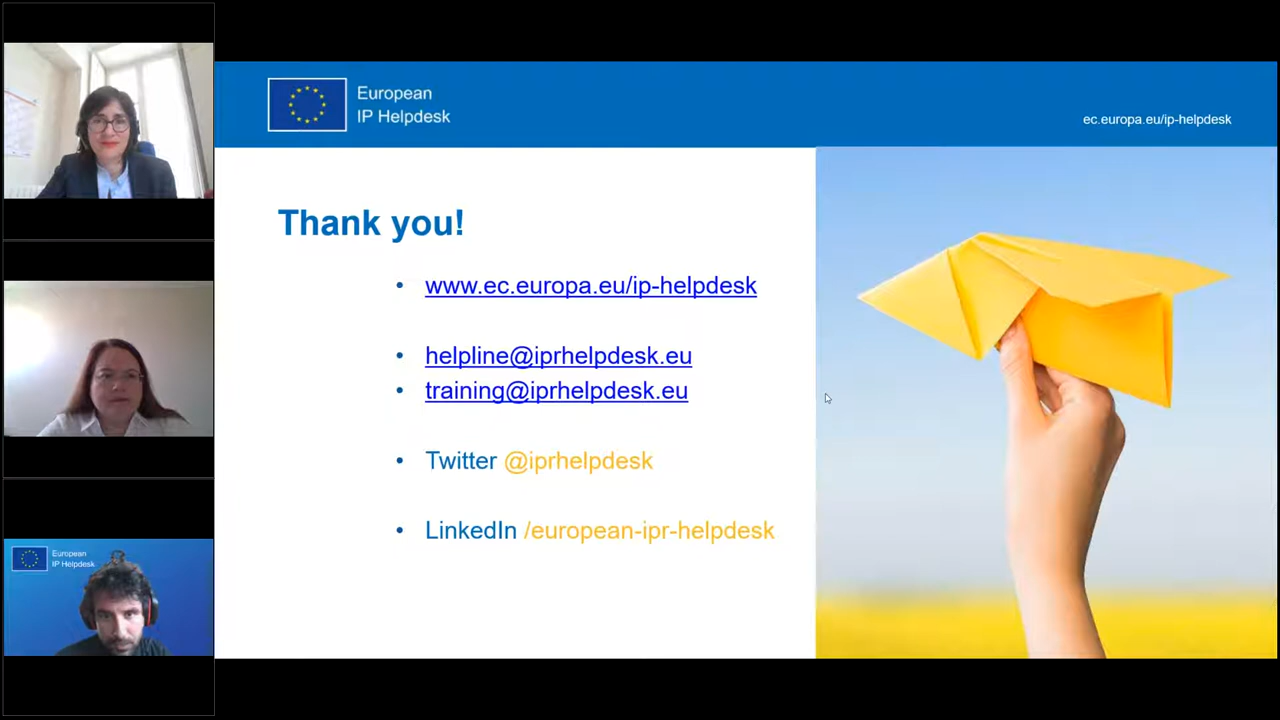 European
IP Helpdesk
ec.europa.eu/ip-helpdesk
Thank you!
• www.ec.europa.eu/ip-helpdesk
• helpline@iprhelpdesk.eu
• training@iprhelpdesk.eu
• Twitter @iprhelpdesk
• LinkedIn /european-ipr-helpdesk
European
IP Helpdesk